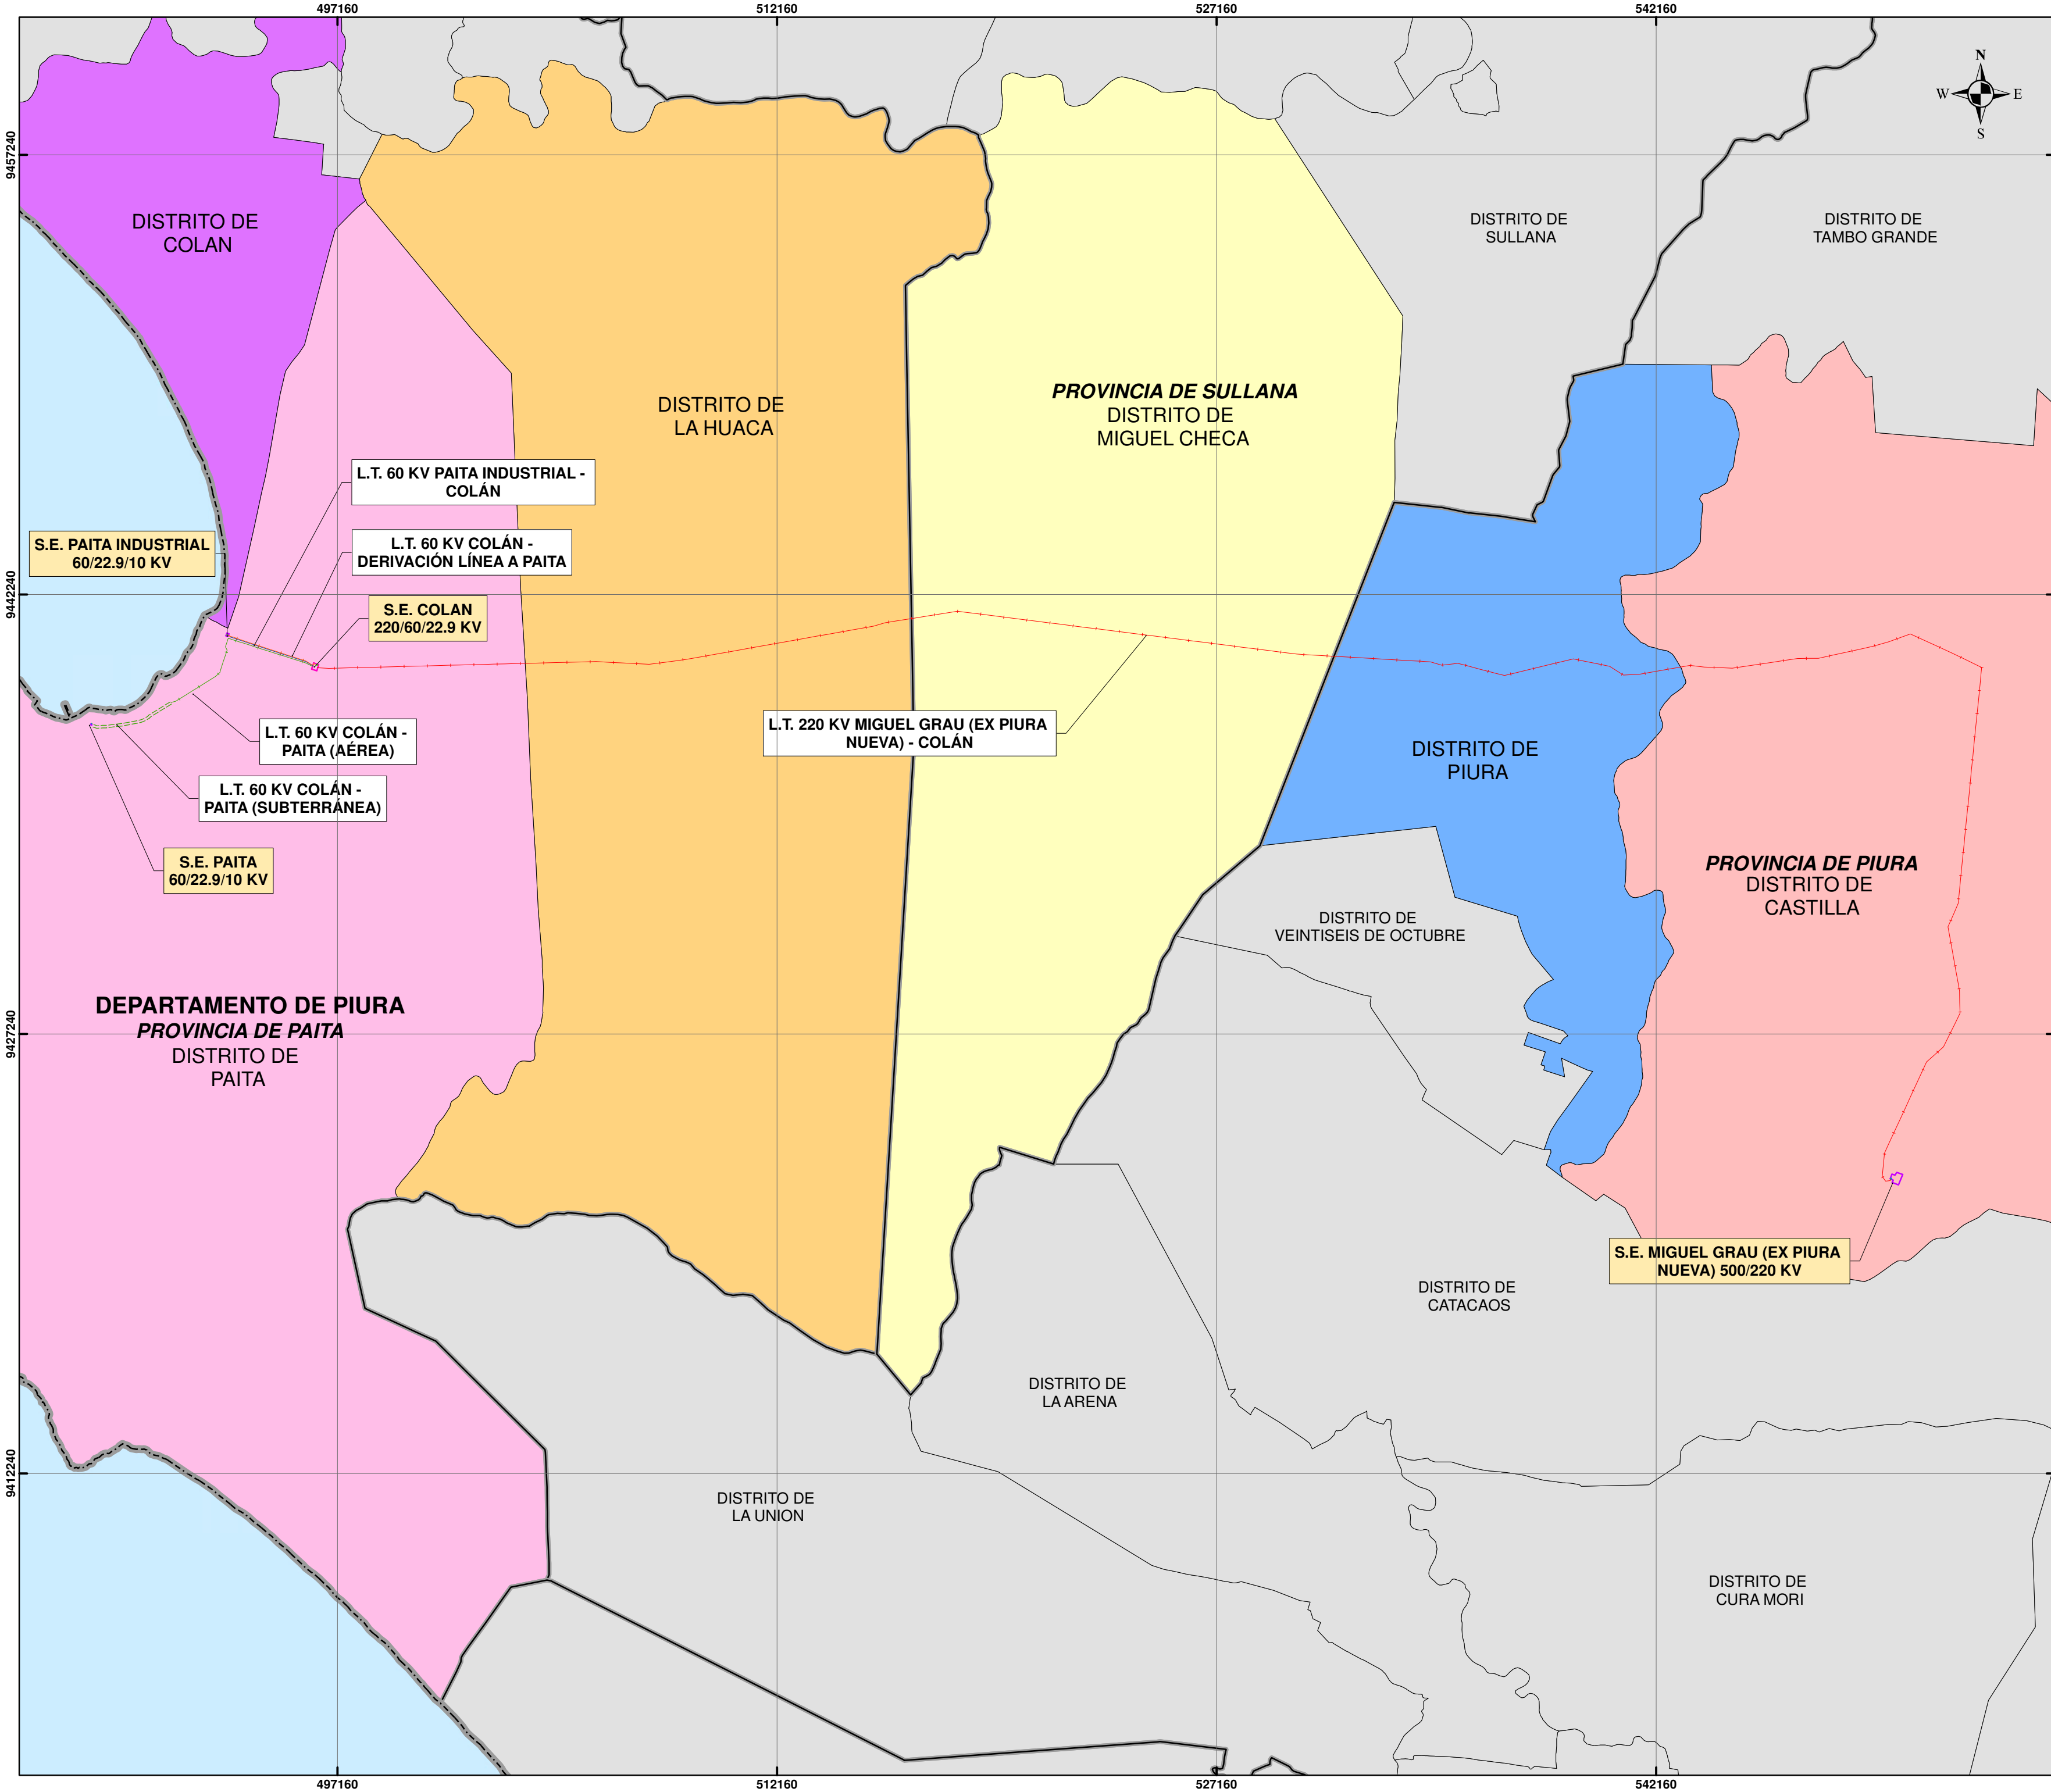 497160
512160
527160
542160
N
W E
S
9457240
DISTRITO DE
COLAN
DISTRITO DE
SULLANA
DISTRITO DE
TAMBO GRANDE
DISTRITO DE
LA HUACA
PROVINCIA DE SULLANA
DISTRITO DE
MIGUEL CHECA
L.T. 60 KV PAITA INDUSTRIAL -
COLÁN
S.E. PAITA INDUSTRIAL
60/22.9/10 KV
L.T. 60 KV COLÁN -
DERIVACIÓN LÍNEA A PAITA
9442240
S.E. COLAN
220/60/22.9 KV
L.T. 60 KV COLÁN -
PAITA (AÉREA)
L.T. 220 KV MIGUEL GRAU (EX PIURA
NUEVA) - COLÁN
DISTRITO DE
PIURA
L.T. 60 KV COLÁN -
PAITA (SUBTERRÁNEA)
S.E. PAITA
60/22.9/10 KV
PROVINCIA DE PIURA
DISTRITO DE
CASTILLA
DISTRITO DE
VEINTISEIS DE OCTUBRE
DEPARTAMENTO DE PIURA
PROVINCIA DE PAITA
DISTRITO DE
PAITA
9427240
S.E. MIGUEL GRAU (EX PIURA
NUEVA) 500/220 KV
DISTRITO DE
CATACAOS
DISTRITO DE
LA ARENA
9412240
DISTRITO DE
LA UNION
DISTRITO DE
CURA MORI
497160
512160
527160
542160